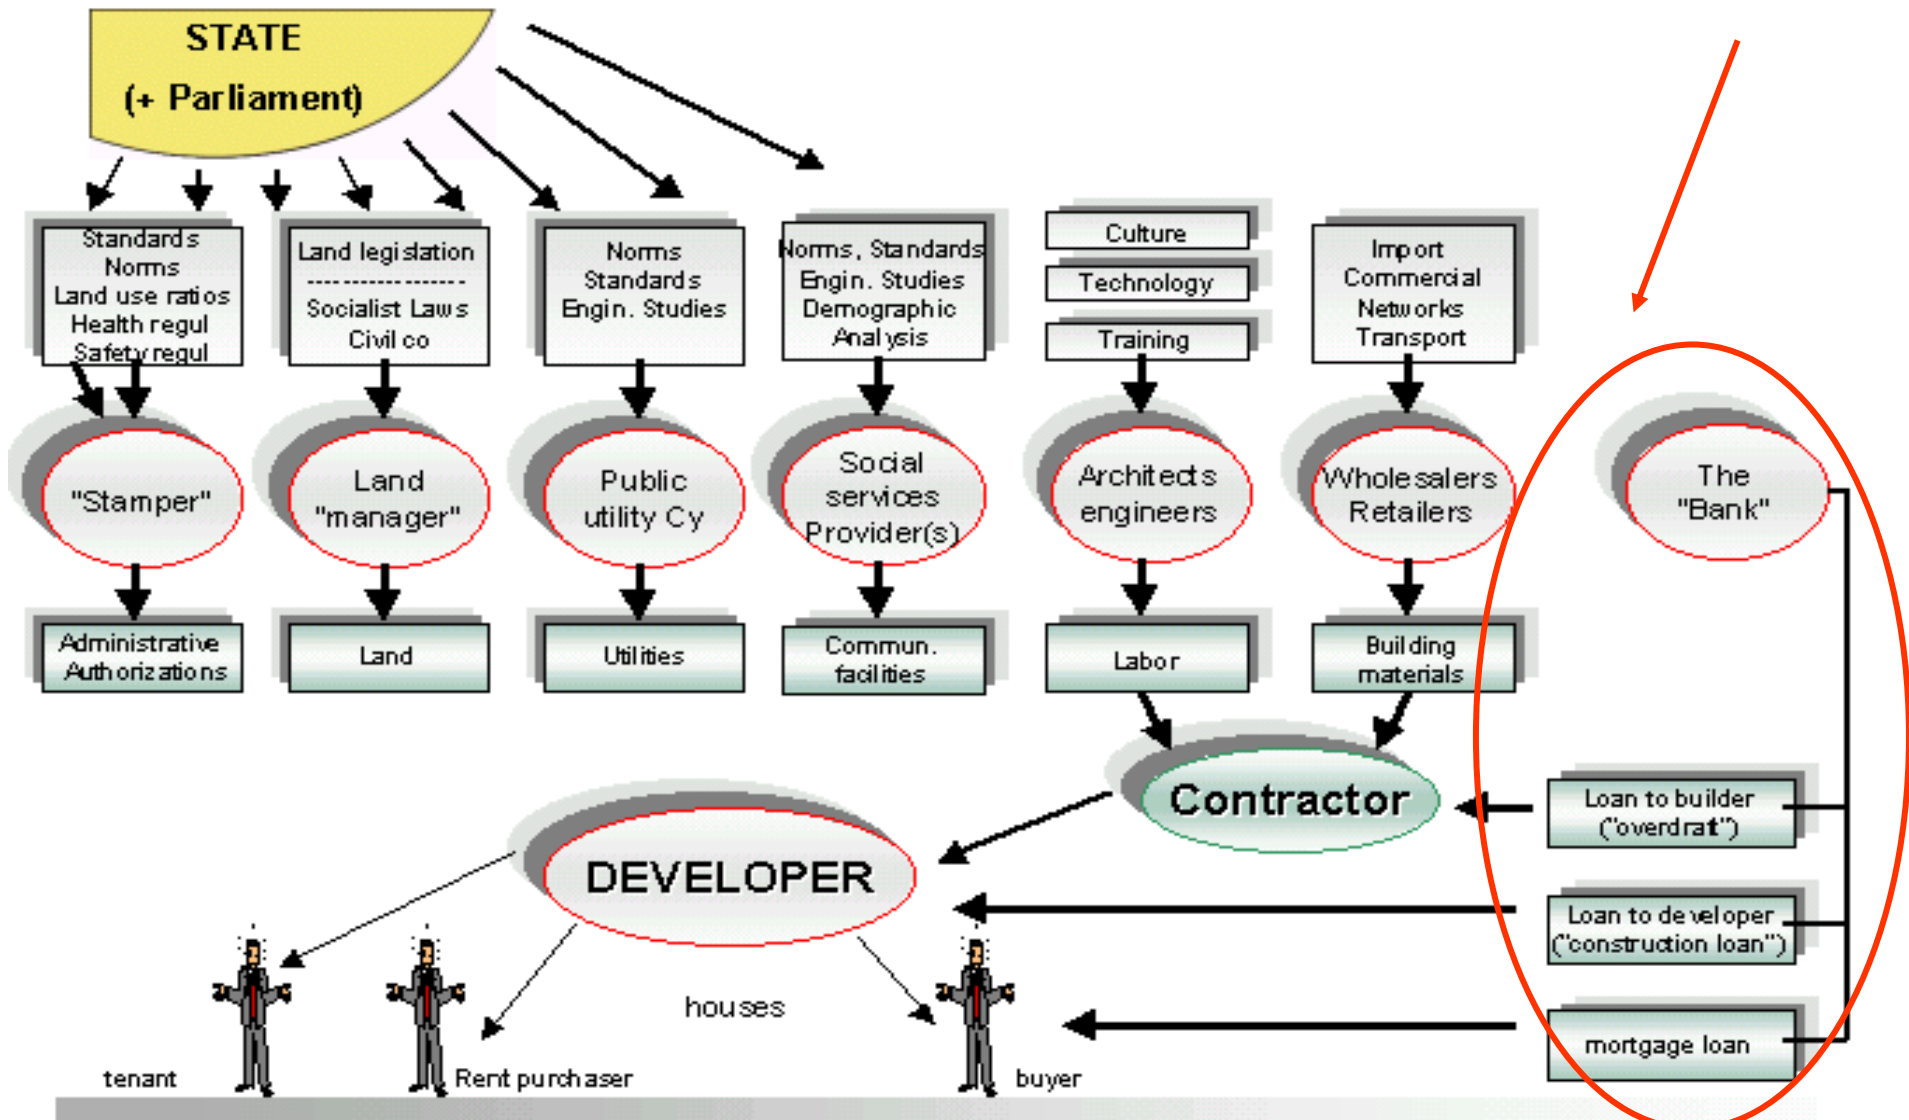 STATE
(+ Parliament)
Standards
Norms
Land use ratios
Health regul
Safety regul
Land legislation
----------------
Socialist Laws
Civil co
Norms
Standards
Engin. Studies
Norms, Standards
Engin. Studies
Demographic
Analysis
Culture
Technology
Training
Import
Commercial
Networks
Transport
"Stamper"
Land
"manager"
Public
utility Cy
Social
services
Provider(s)
Architects
engineers
Wholesalers
Retailers
The
"Bank"
Administrative
Authorizations
Land
Utilities
Commun.
facilities
Labor
Building
materials
Contractor
Loan to builder
("overdrat")
DEVELOPER
Loan to developer
("construction loan")
houses
mortgage loan
tenant
Rent purchaser
buyer